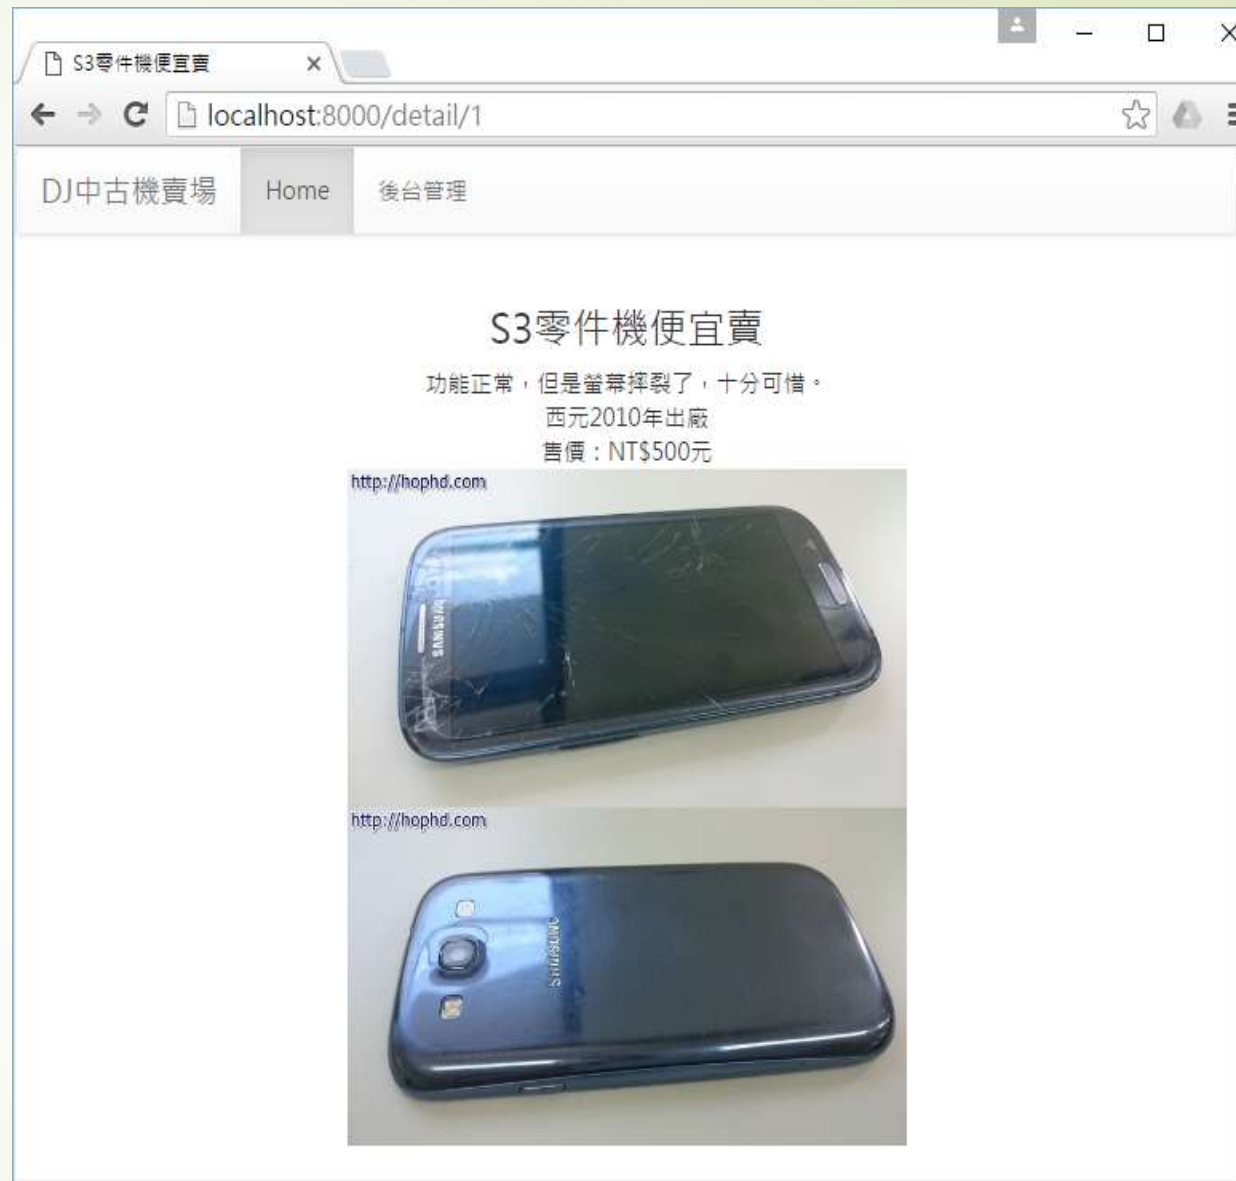 S3零件機便宜賣
localhost:8000/detail/1
DJ中古機賣場 Home 後台管理
S3零件機便宜賣
功能正常，但是螢幕摔裂了，十分可惜。
西元2010年出廠
售價：NT$500元
http://hophd.com
SAMSUNG
http://hophd.com
SAMSUNG